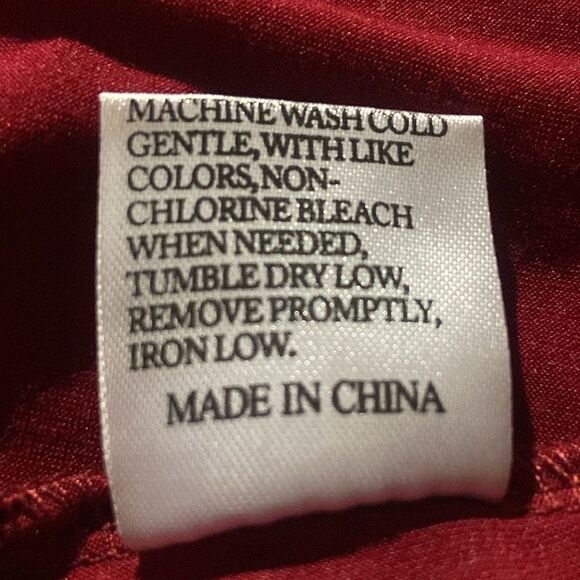 MACHINE WASH COLD
GENTLE, WITH LIKE
COLORS, NON-
CHLORINE BLEACH
WHEN NEEDED,
TUMBLE DRY LOW,
REMOVE PROMPTLY,
IRON LOW.
MADE IN CHINA